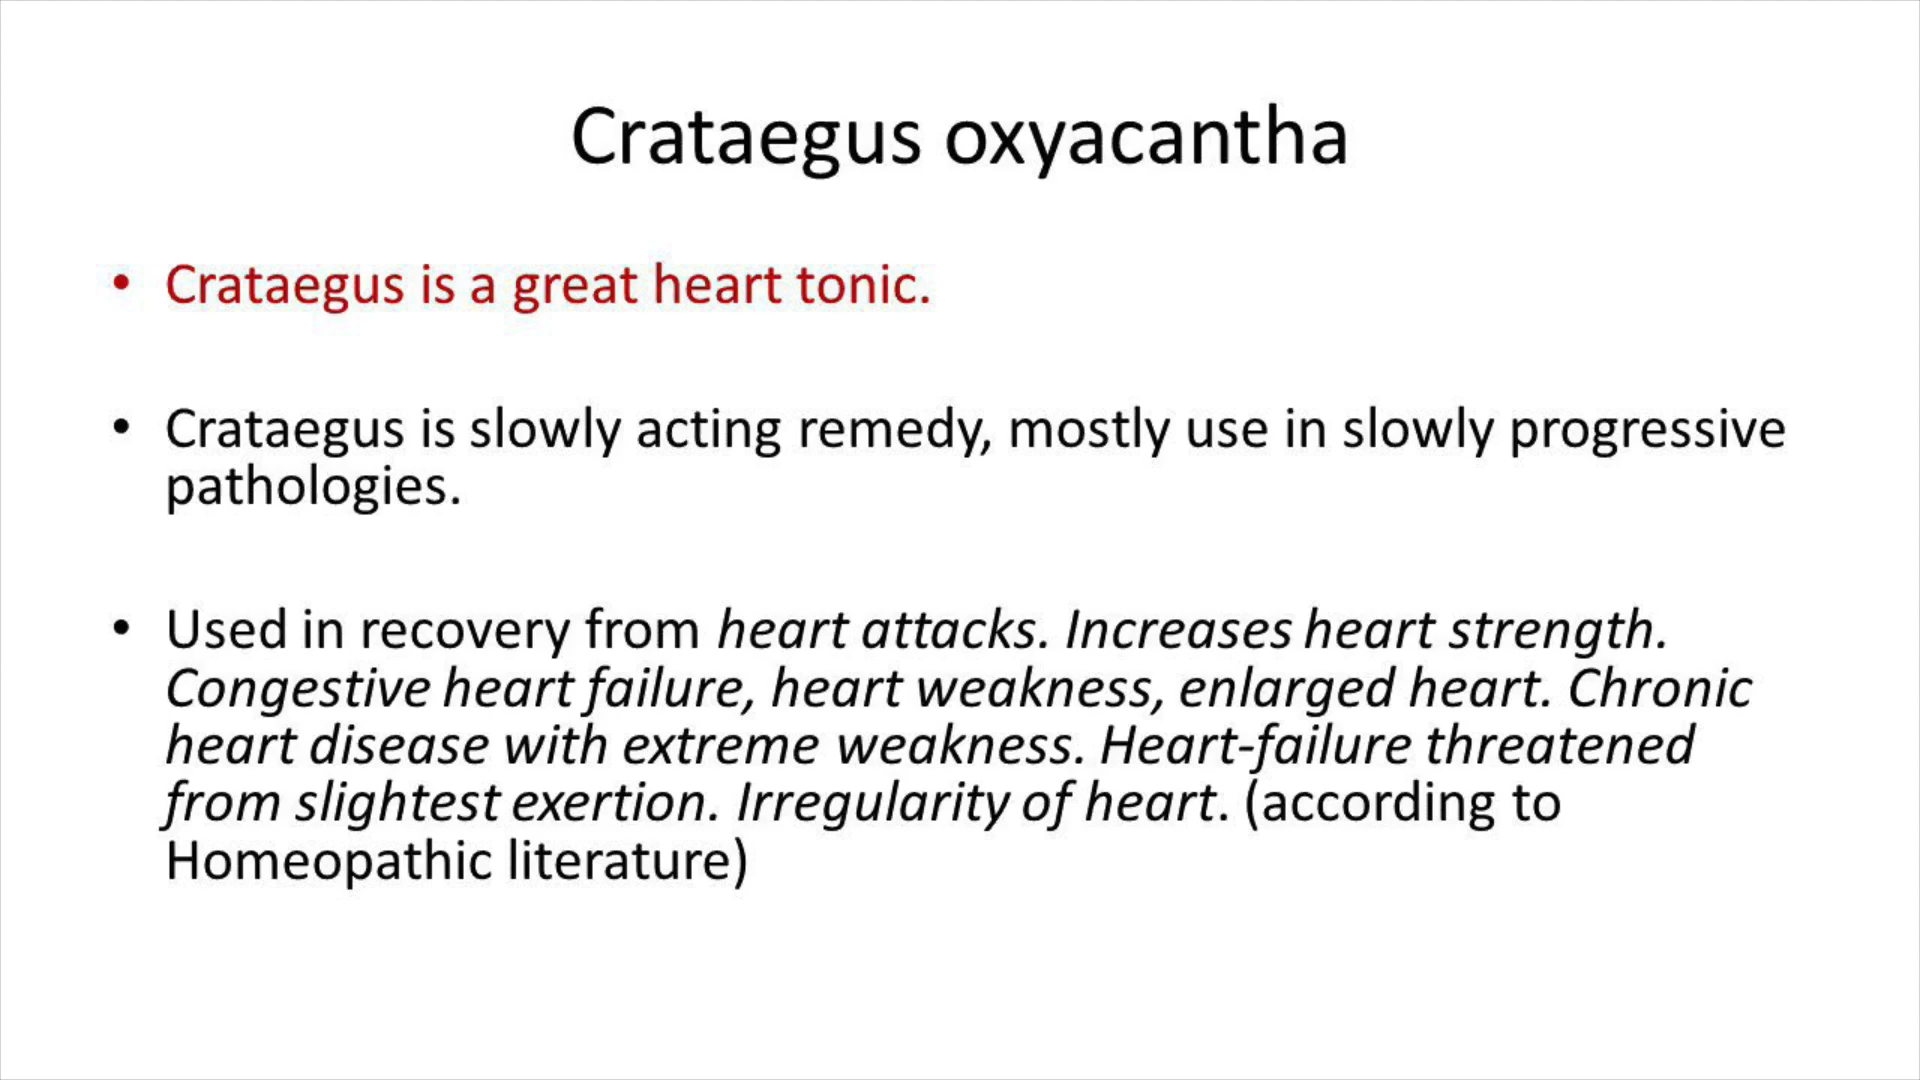 Crataegus oxyacantha
• Crataegus is a great heart tonic.
• Crataegus is slowly acting remedy, mostly use in slowly progressive
pathologies.
• Used in recovery from heart attacks. Increases heart strength.
Congestive heart failure, heart weakness, enlarged heart. Chronic
heart disease with extreme weakness. Heart-failure threatened
from slightest exertion. Irregularity of heart. (according to
Homeopathic literature)